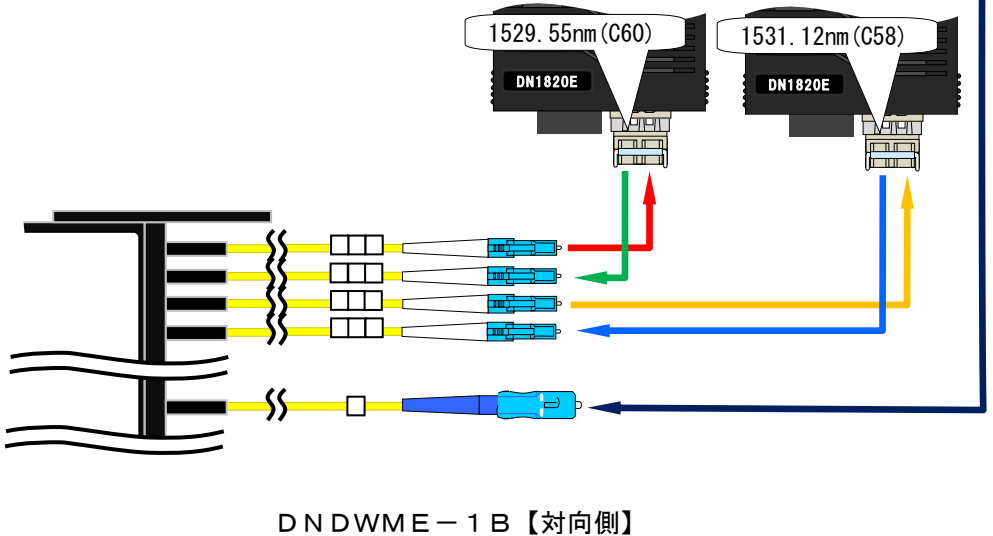 1529.55nm(C60)
1531.12nm(C58)
DN1820E
DN1820E
DNDWME－1B【対向側】